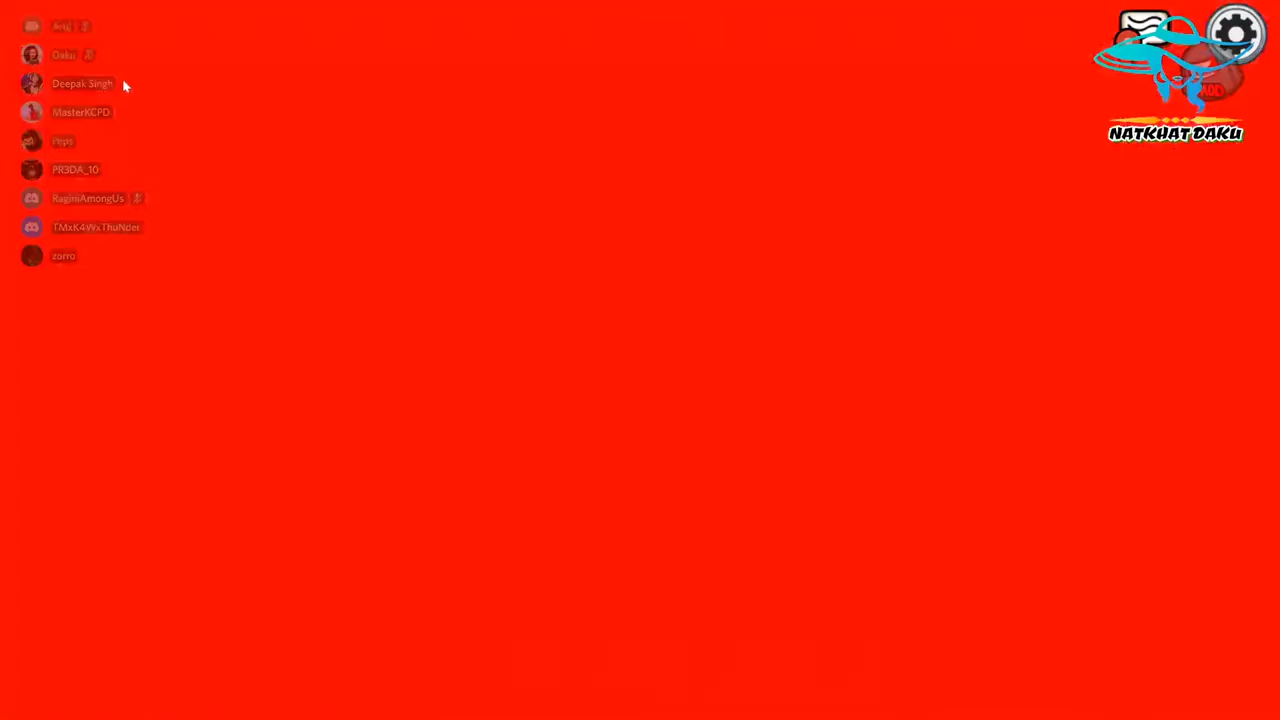 Daku
Deepak Singh
MasterKCPD
PR3DA_10
RaginiAmongUs
TMxK4WxThuNder
zorro
NATKHAT DAKU